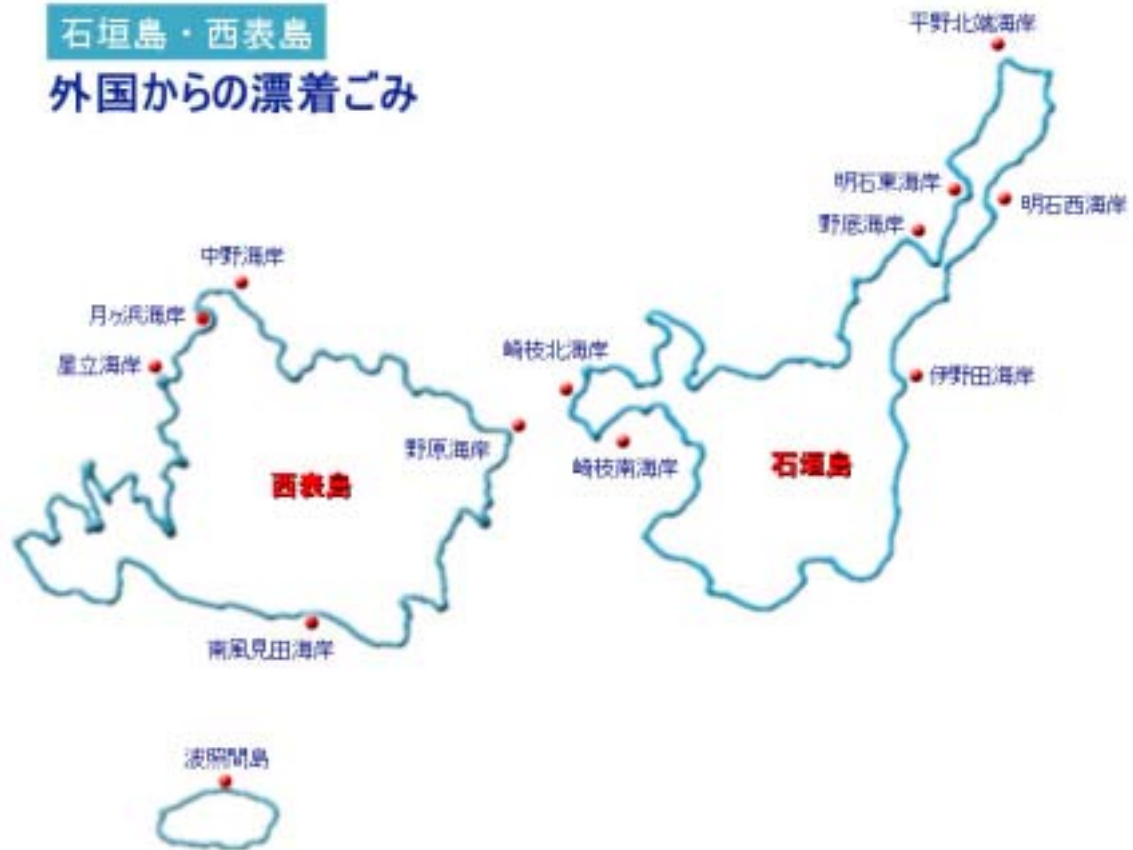 石垣島・西表島
外国からの漂着ごみ
平野北端海岸
明石東海岸
明石西海岸
野底海岸
中野海岸
月ヶ浜海岸
星立海岸
崎枝北海岸
伊野田海岸
野原海岸
崎枝南海岸
石垣島
西表島
南風見田海岸
波照間島